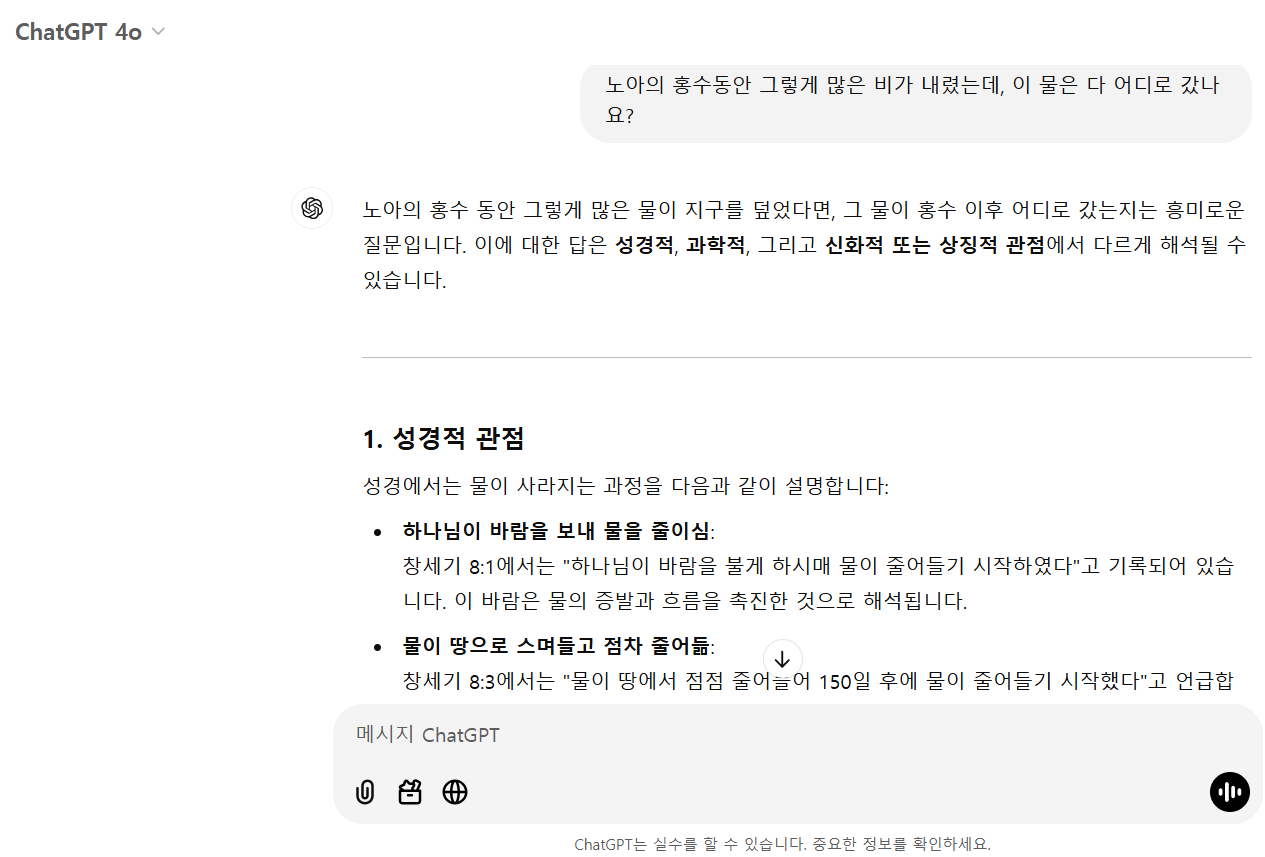 ChatGPT 4o
노아의 홍수동안 그렇게 많은 비가 내렸는데, 이 물은 다 어디로 갔나
요?
노아의 홍수 동안 그렇게 많은 물이 지구를 덮었다면, 그 물이 홍수 이후 어디로 갔는지는 흥미로운
질문입니다. 이에 대한 답은 성경적, 과학적, 그리고 신화적 또는 상징적 관점에서 다르게 해석될 수
있습니다.
1. 성경적 관점
성경에서는 물이 사라지는 과정을 다음과 같이 설명합니다:
• 하나님이 바람을 보내 물을 줄이심:
창세기 8:1에서는 "하나님이 바람을 불게 하시매 물이 줄어들기 시작하였다"고 기록되어 있습
니다. 이 바람은 물의 증발과 흐름을 촉진한 것으로 해석됩니다.
• 물이 땅으로 스며들고 점차 줄어듦:
창세기 8:3에서는 "물이 땅에서 점점 줄어들어 150일 후에 물이 줄어들기 시작했다"고 언급합
메시지 ChatGPT
ChatGPT는 실수를 할 수 있습니다. 중요한 정보를 확인하세요.